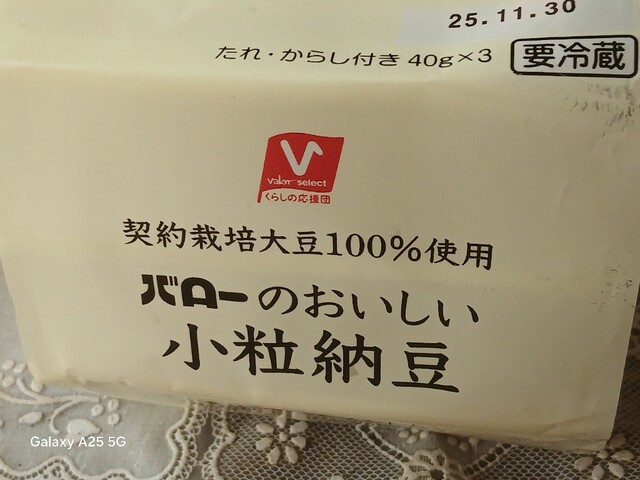 25.11.30
たれ・からし付き 40g×3 要冷蔵
Valor select
くらしの応援団
契約栽培大豆100%使用
バローのおいしい
小粒納豆
Galaxy A25 5G